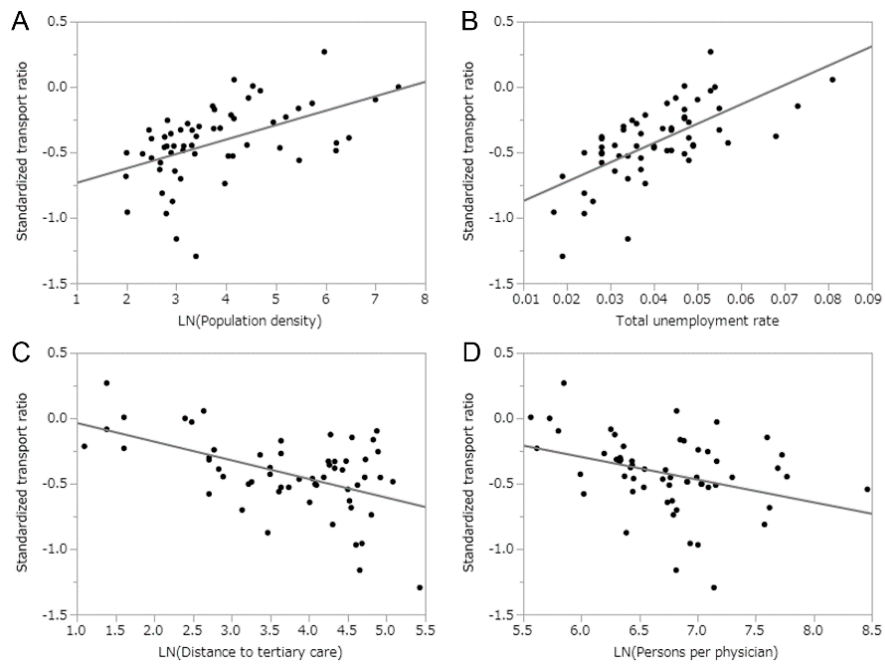 A
B
0.5
0.0
-0.5
-1.0
-1.5
Standardized transport ratio
1 2 3 4 5 6 7 8
LN(Population density)
0.5
0.0
-0.5
-1.0
-1.5
Standardized transport ratio
0.01 0.02 0.03 0.04 0.05 0.06 0.07 0.08 0.09
Total unemployment rate
C
D
0.5
0.0
-0.5
-1.0
-1.5
Standardized transport ratio
1.0 1.5 2.0 2.5 3.0 3.5 4.0 4.5 5.0 5.5
LN(Distance to tertiary care)
0.5
0.0
-0.5
-1.0
-1.5
Standardized transport ratio
5.5 6.0 6.5 7.0 7.5 8.0 8.5
LN(Persons per physician)